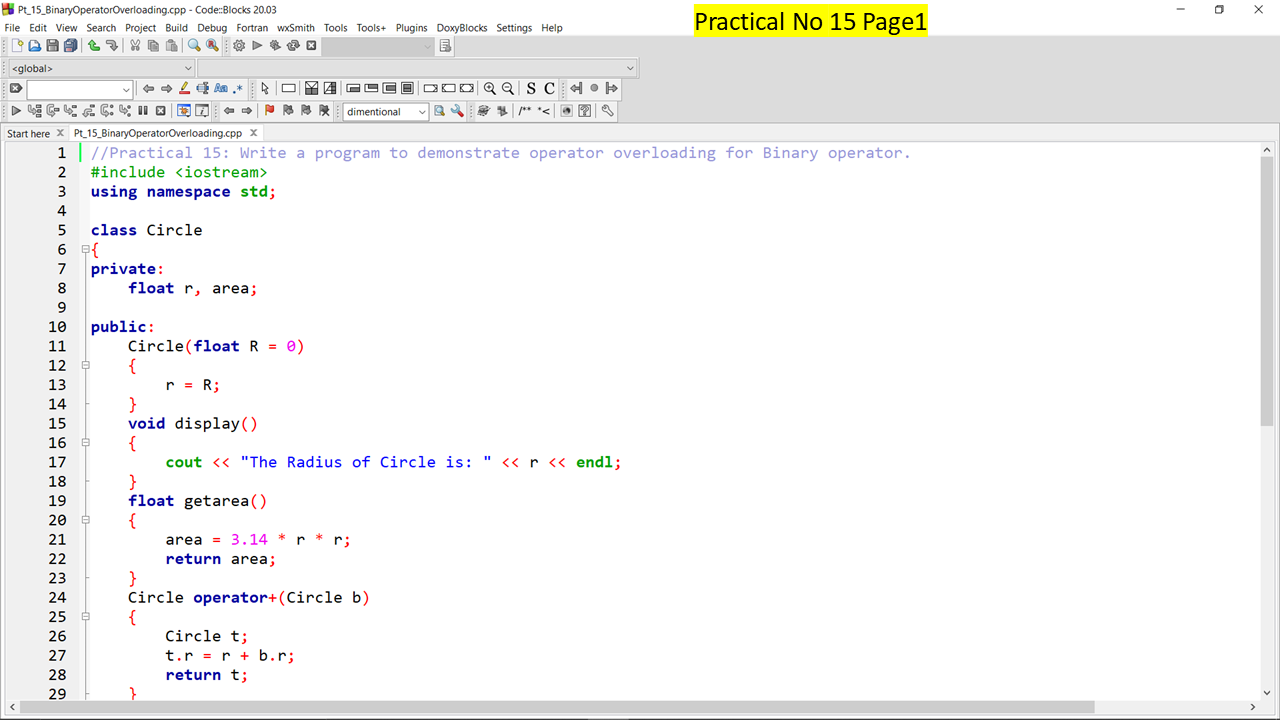 Pt_15_BinaryOperatorOverloading.cpp - Code::Blocks 20.03
Practical No 15 Page1
File Edit View Search Project Build Debug Fortran wxSmith Tools Tools+ Plugins DoxyBlocks Settings Help
<global>
Aa .* S C
dimentional /** *<
Start here Pt_15_BinaryOperatorOverloading.cpp
1 //Practical 15: Write a program to demonstrate operator overloading for Binary operator.
2 #include <iostream>
3 using namespace std;
4
5 class Circle
6 {
7 private:
8 float r, area;
9
10 public:
11 Circle(float R = 0)
12 {
13 r = R;
14 }
15 void display()
16 {
17 cout << "The Radius of Circle is: " << r << endl;
18 }
19 float getarea()
20 {
21 area = 3.14 * r * r;
22 return area;
23 }
24 Circle operator+(Circle b)
25 {
26 Circle t;
27 t.r = r + b.r;
28 return t;
29 }